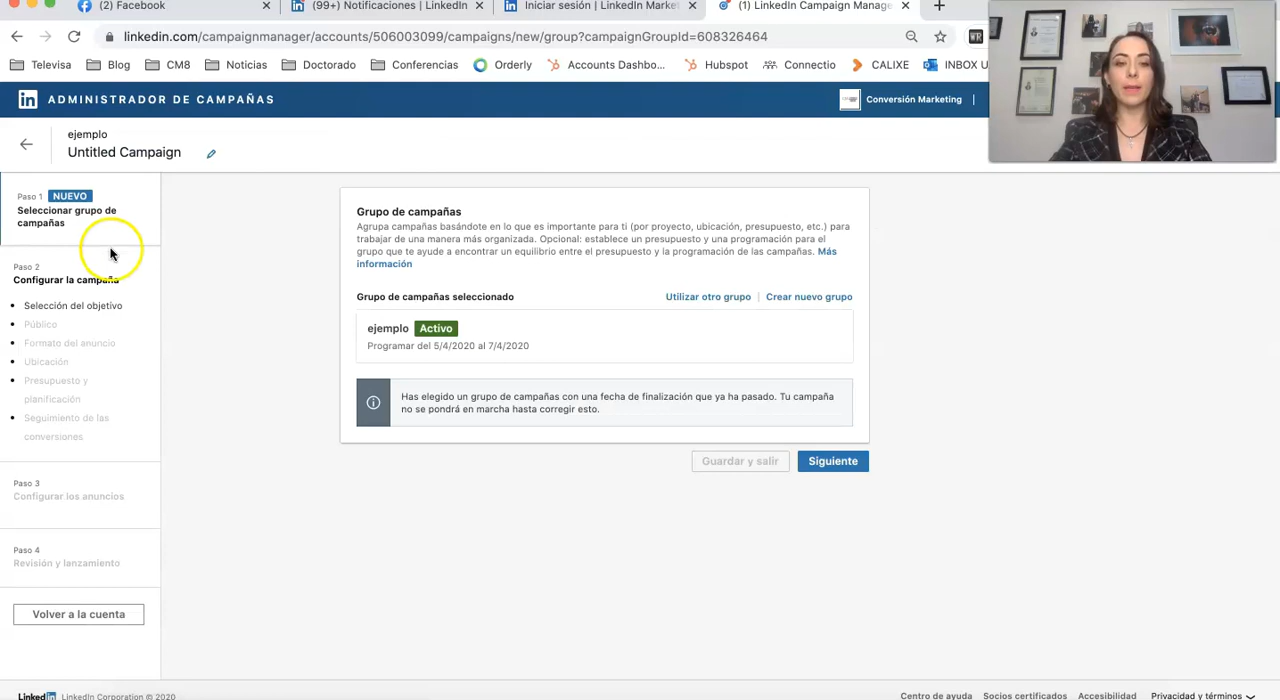 (2) Facebook
(99+) Notificaciones | LinkedIn
Iniciar sesión | LinkedIn Market
(1) LinkedIn Campaign Manage
linkedin.com/campaignmanager/accounts/506003099/campaigns/new/group?campaignGroupId=608326464
Televisa
Blog
CM8
Noticias
Doctorado
Conferencias
Orderly
Accounts Dashbo...
Hubspot
Connectio
CALIXE
INBOX U
in ADMINISTRADOR DE CAMPAÑAS
Conversión Marketing
ejemplo
Untitled Campaign
Paso 1 NUEVO
Seleccionar grupo de
campañas
Paso 2
Configurar la campaña
Selección del objetivo
Público
Formato del anuncio
Ubicación
Presupuesto y
planificación
Seguimiento de las
conversiones
Paso 3
Configurar los anuncios
Paso 4
Revisión y lanzamiento
Volver a la cuenta
Grupo de campañas
Agrupa campañas basándote en lo que es importante para ti (por proyecto, ubicación, presupuesto, etc.) para
trabajar de una manera más organizada. Opcional: establece un presupuesto y una programación para el
grupo que te ayude a encontrar un equilibrio entre el presupuesto y la programación de las campañas. Más
información
Grupo de campañas seleccionado
Utilizar otro grupo | Crear nuevo grupo
ejemplo Activo
Programar del 5/4/2020 al 7/4/2020
Has elegido un grupo de campañas con una fecha de finalización que ya ha pasado. Tu campaña
no se pondrá en marcha hasta corregir esto.
Guardar y salir
Siguiente
LinkedIn LinkedIn Corporation © 2020
Centro de ayuda
Socios certificados
Accesibilidad
Privacidad y términos